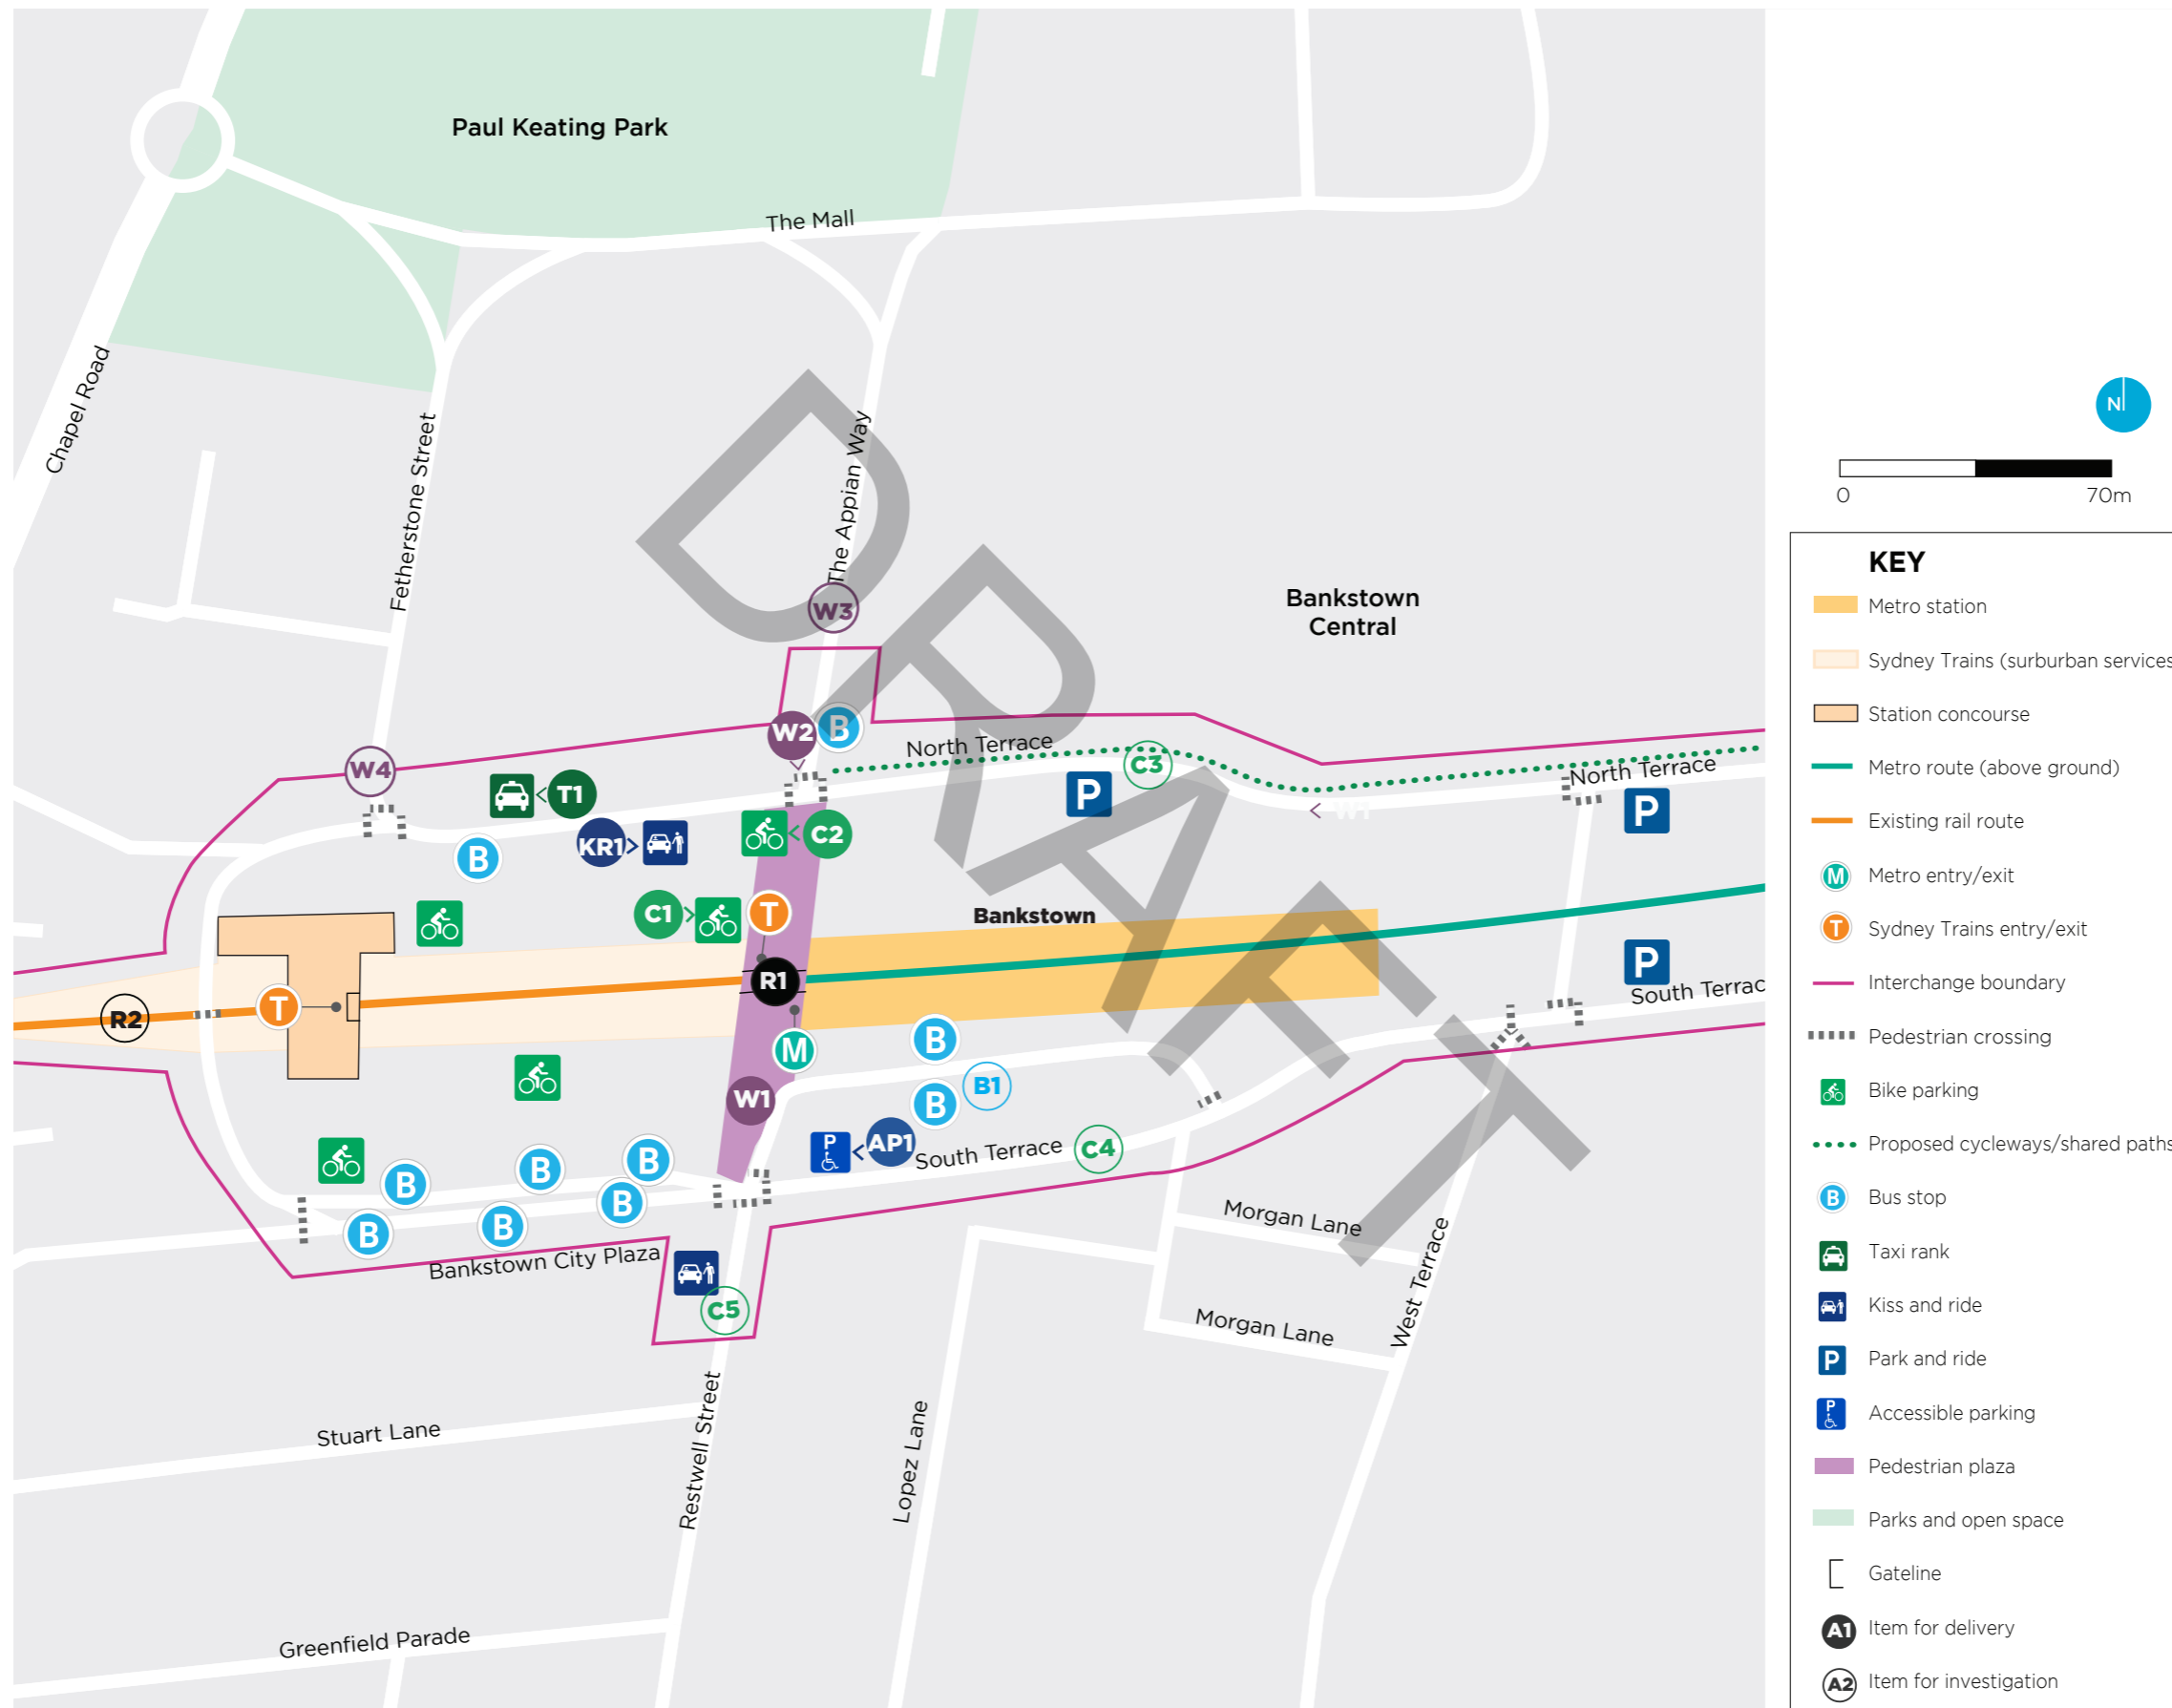 Paul Keating Park
The Mall
Chapel Road
Fetherstone Street
The Appian Way
Bankstown
Central
W3
W2
B
North Terrace
C3
W4
T1
P
North Terrace
P
W1
KR1
C2
B
C1
T
Bankstown
R1
P
South Terrac
T
R2
M
B
B1
W1
B
P
AP1
South Terrace
C4
B
B
B
B
B
B
Bankstown City Plaza
C5
Morgan Lane
Morgan Lane
West Terrace
Stuart Lane
Restwell Street
Lopez Lane
Greenfield Parade
DRAFT
N
0 70m
KEY
Metro station
Sydney Trains (surburban services
Station concourse
Metro route (above ground)
Existing rail route
M Metro entry/exit
T Sydney Trains entry/exit
Interchange boundary
Pedestrian crossing
Bike parking
Proposed cycleways/shared paths
B Bus stop
Taxi rank
Kiss and ride
P Park and ride
P Accessible parking
Pedestrian plaza
Parks and open space
Gateline
A1 Item for delivery
A2 Item for investigation